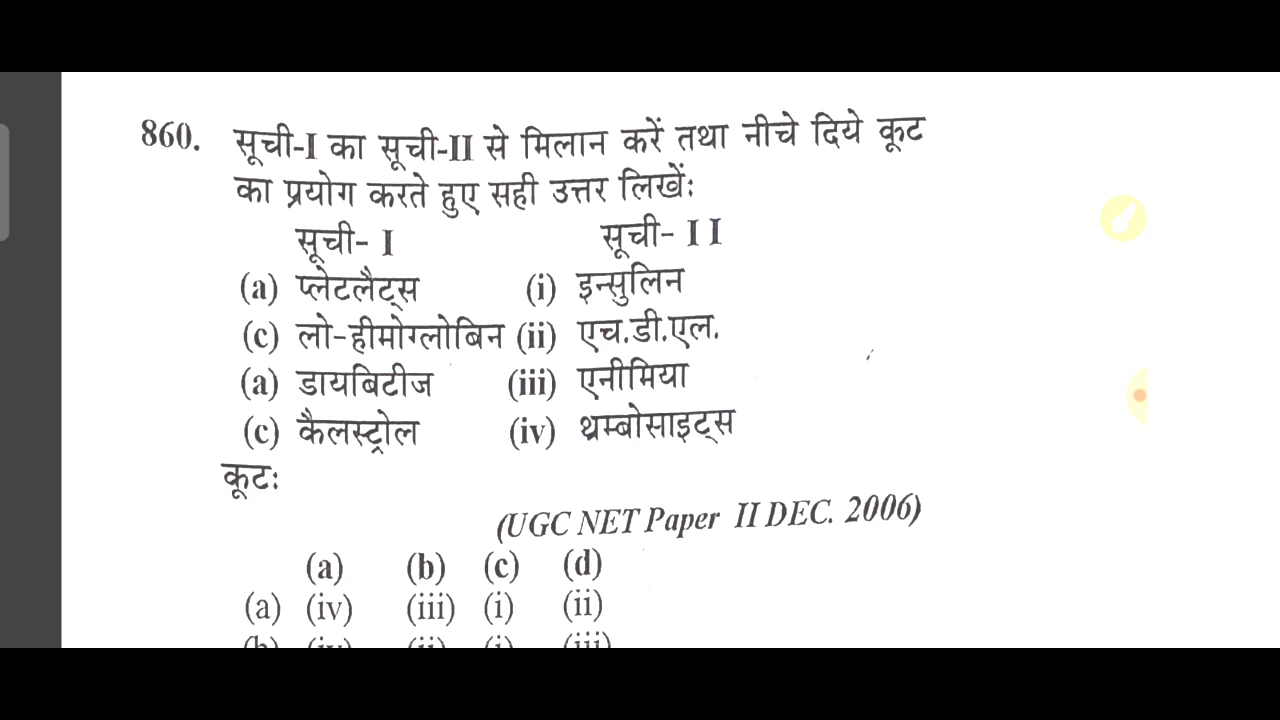 860. सूची-I का सूची-II से मिलान करें तथा नीचे दिये कूट
का प्रयोग करते हुए सही उत्तर लिखें:
सूची- I सूची- II
(a) प्लेटलैट्स (i) इन्सुलिन
(c) लो-हीमोग्लोबिन (ii) एच.डी.एल.
(a) डायबिटीज (iii) एनीमिया
(c) कैलस्ट्रोल (iv) थ्रम्बोसाइट्स
कूट:
(UGC NET Paper II DEC. 2006)
(a) (b) (c) (d)
(a) (iv) (iii) (i) (ii)